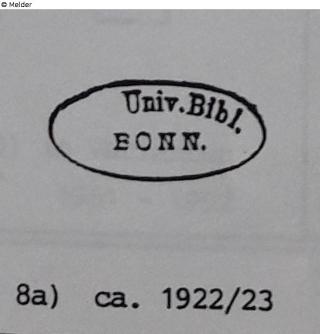 © Melder
Univ.Bibl.
BONN.
8a) ca. 1922/23